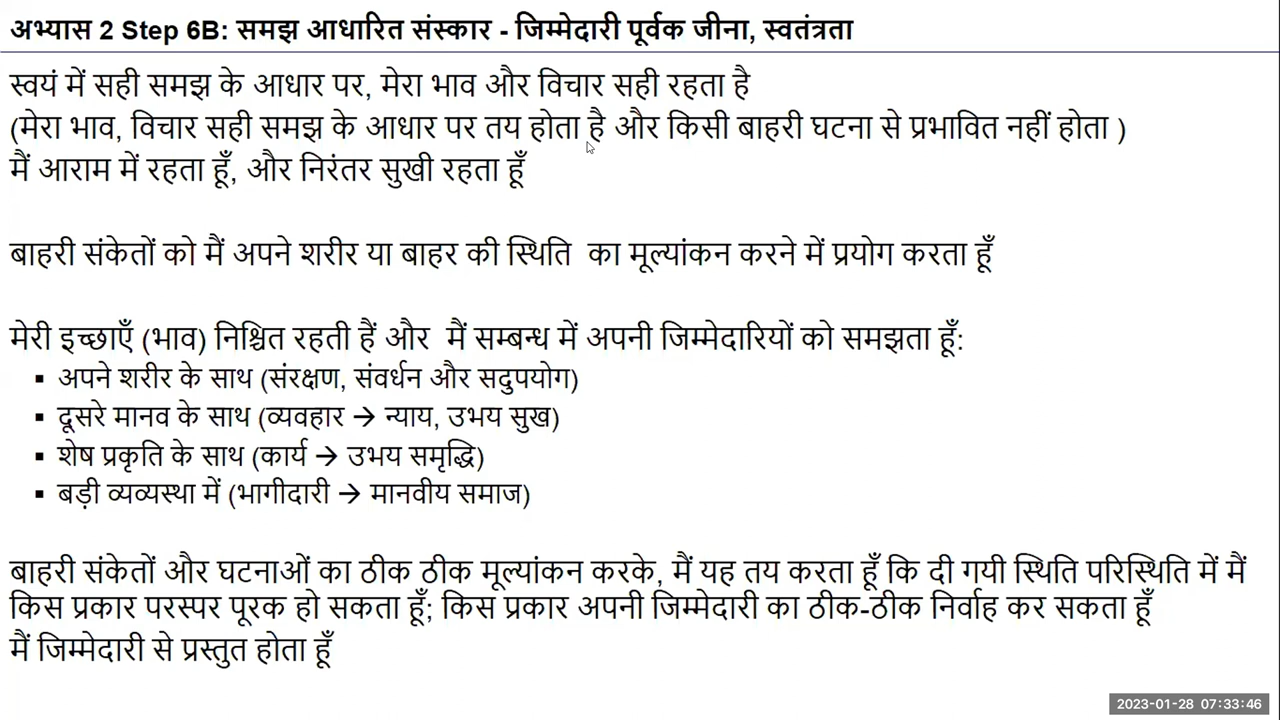 अभ्यास 2 Step 6B: समझ आधारित संस्कार - जिम्मेदारी पूर्वक जीना, स्वतंत्रता
स्वयं में सही समझ के आधार पर, मेरा भाव और विचार सही रहता है
(मेरा भाव, विचार सही समझ के आधार पर तय होता है और किसी बाहरी घटना से प्रभावित नहीं होता )
मैं आराम में रहता हूँ, और निरंतर सुखी रहता हूँ
बाहरी संकेतों को मैं अपने शरीर या बाहर की स्थिति का मूल्यांकन करने में प्रयोग करता हूँ
मेरी इच्छाएँ (भाव) निश्चित रहती हैं और मैं सम्बन्ध में अपनी जिम्मेदारियों को समझता हूँ:
▪ अपने शरीर के साथ (संरक्षण, संवर्धन और सदुपयोग)
▪ दूसरे मानव के साथ (व्यवहार → न्याय, उभय सुख)
▪ शेष प्रकृति के साथ (कार्य → उभय समृद्धि)
▪ बड़ी व्यव्यस्था में (भागीदारी → मानवीय समाज)
बाहरी संकेतों और घटनाओं का ठीक ठीक मूल्यांकन करके, मैं यह तय करता हूँ कि दी गयी स्थिति परिस्थिति में मैं
किस प्रकार परस्पर पूरक हो सकता हूँ; किस प्रकार अपनी जिम्मेदारी का ठीक-ठीक निर्वाह कर सकता हूँ
मैं जिम्मेदारी से प्रस्तुत होता हूँ
2023-01-28 07:33:46